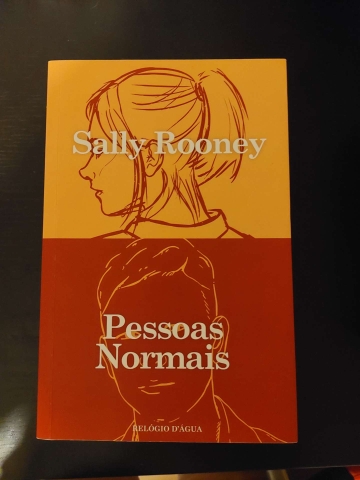 Sally Rooney
Pessoas
Normais
RELÓGIO D'ÁGUA